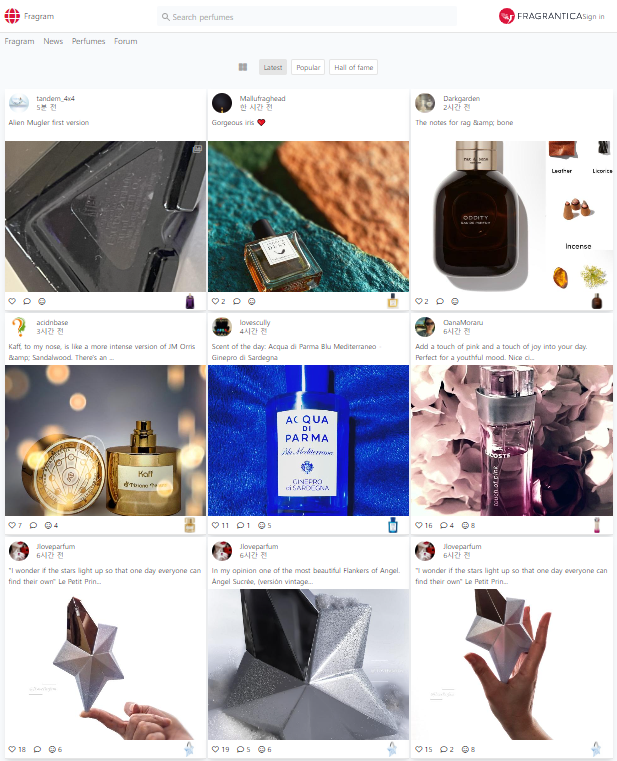 Fragram
Search perfumes
FRAGRANTICA
Sign in
Fragram News Perfumes Forum
Latest Popular Hall of fame
tandem_4x4
5분 전
Alien Mugler first version
Mallufraghead
한 시간 전
Gorgeous iris
Darkgarden
2시간 전
The notes for rag &amp; bone
ODDITY
Leather
Licorice
Incense
2
2
acidnbase
3시간 전
Kaff, to my nose, is like a more intense version of JM Orris
&amp; Sandalwood. There's an ...
lovescully
4시간 전
Scent of the day: Acqua di Parma Blu Mediterraneo -
Ginepro di Sardegna
OanaMoraru
6시간 전
Add a touch of pink and a touch of joy into your day.
Perfect for a youthful mood. Nice ci...
Kaff
ACQUA
DI
PARMA
Blu Mediterraneo
GINEPRO
di SARDEGNA
touch of pink
7 4
11 1 5
16 4 8
Jloveparfum
6시간 전
"I wonder if the stars light up so that one day everyone can
find their own" Le Petit Prin...
Jloveparfum
6시간 전
In my opinion one of the most beautiful Flankers of Angel.
Angel Sucrée, (versión vintage...
Jloveparfum
6시간 전
"I wonder if the stars light up so that one day everyone can
find their own" Le Petit Prin...
18 6
19 5 6
15 2 8